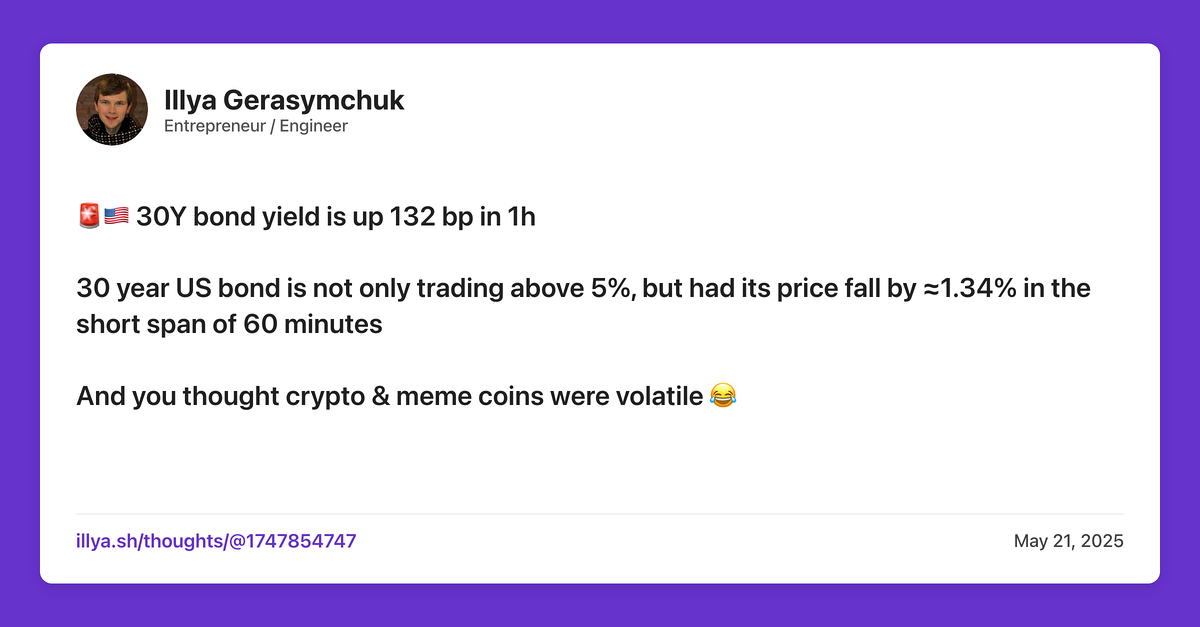 Illya Gerasymchuk
Entrepreneur / Engineer
🚨🇺🇸 30Y bond yield is up 132 bp in 1h
30 year US bond is not only trading above 5%, but had its price fall by ≈1.34% in the
short span of 60 minutes
And you thought crypto & meme coins were volatile 😂
illya.sh/thoughts/@1747854747
May 21, 2025